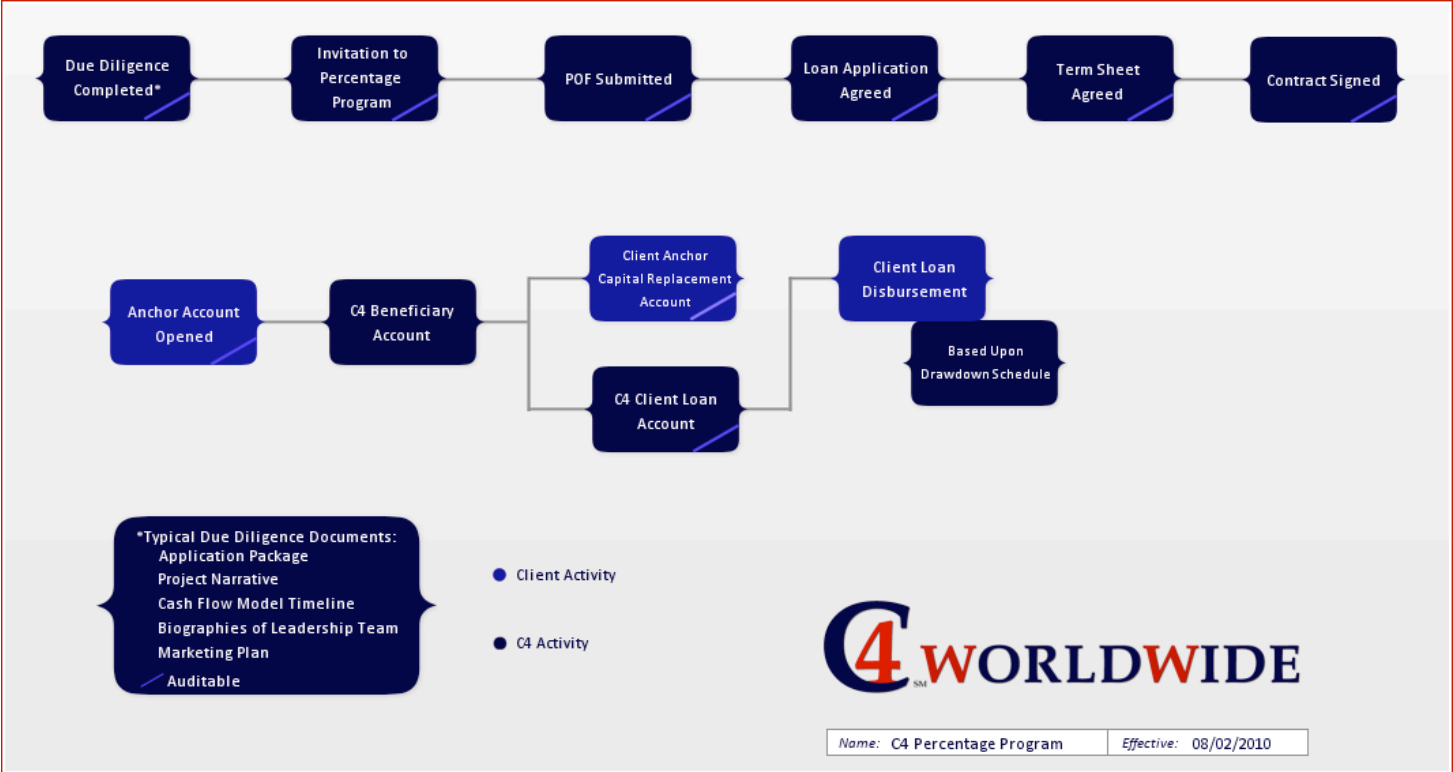 Due Diligence
Completed*
Invitation to
Percentage
Program
POF Submitted
Loan Application
Agreed
Term Sheet
Agreed
Contract Signed
Anchor Account
Opened
C4 Beneficiary
Account
Client Anchor
Capital Replacement
Account
C4 Client Loan
Account
Client Loan
Disbursement
Based Upon
Drawdown Schedule
*Typical Due Diligence Documents:
Application Package
Project Narrative
Cash Flow Model Timeline
Biographies of Leadership Team
Marketing Plan
Auditable
Client Activity
C4 Activity
C4 SM WORLDWIDE
Name: C4 Percentage Program
Effective: 08/02/2010